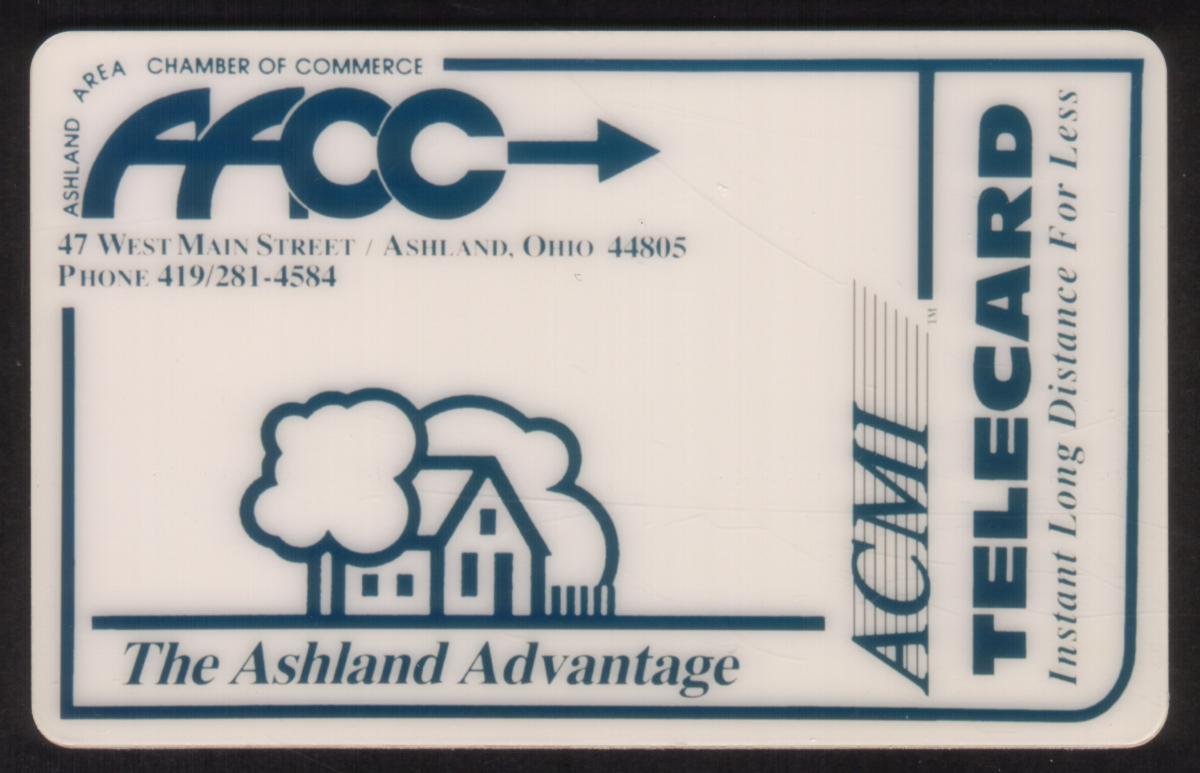 ASHLAND AREA CHAMBER OF COMMERCE
AACC
47 WEST MAIN STREET / ASHLAND, OHIO 44805
PHONE 419/281-4584
The Ashland Advantage
ACMI TM
TELECARD
Instant Long Distance For Less